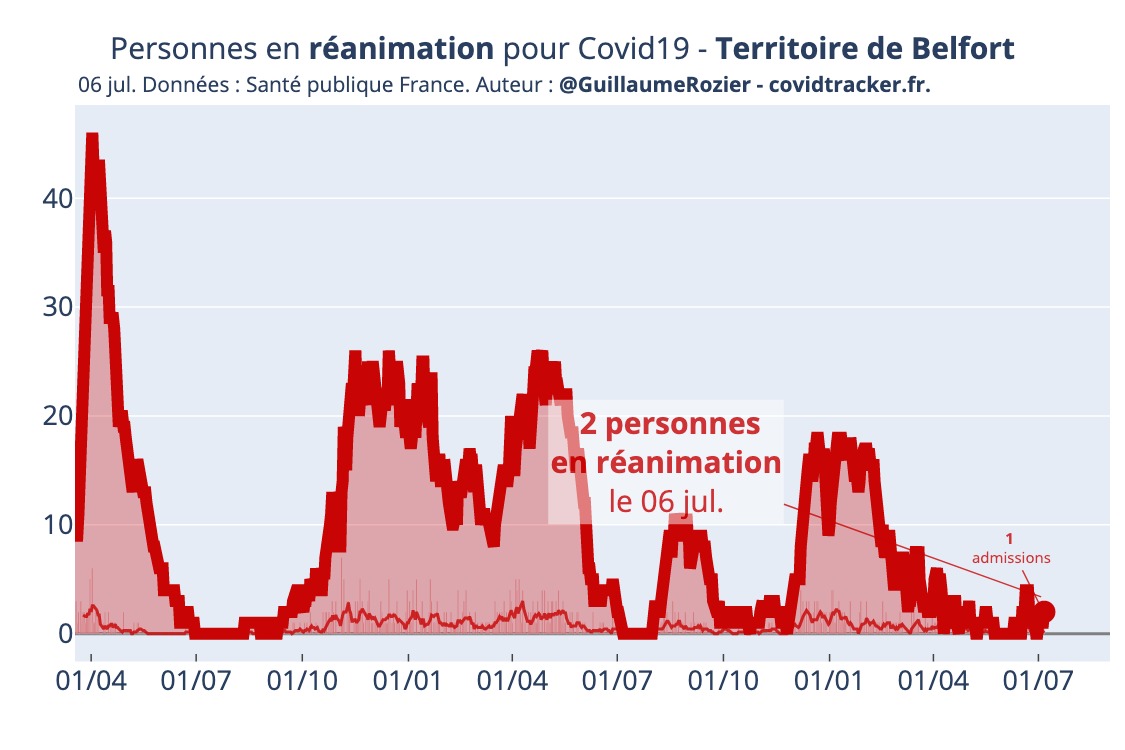 Personnes en réanimation pour Covid19 - Territoire de Belfort
06 jul. Données : Santé publique France. Auteur : @GuillaumeRozier - covidtracker.fr.
40
30
20
10
0
2 personnes
en réanimation
le 06 jul.
1
admissions
01/04 01/07 01/10 01/01 01/04 01/07 01/10 01/01 01/04 01/07